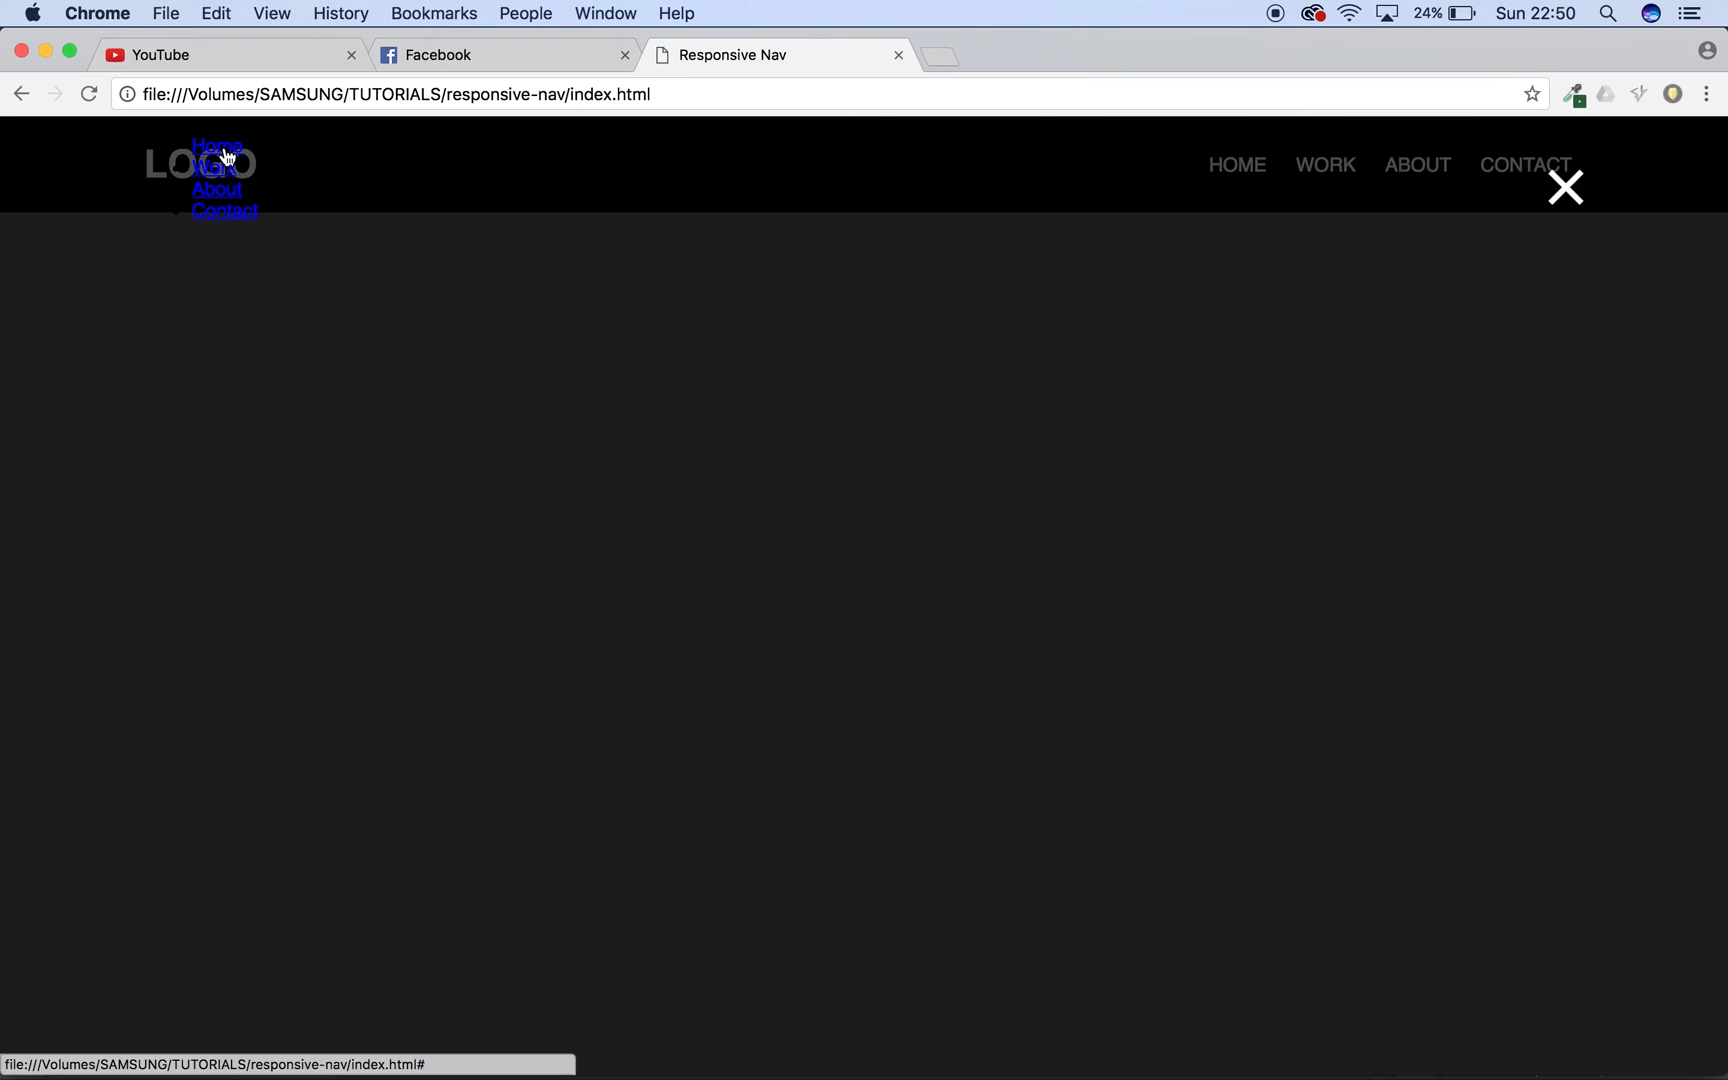 Chrome File Edit View History Bookmarks People Window Help 24% Sun 22:50
YouTube Facebook Responsive Nav
file:///Volumes/SAMSUNG/TUTORIALS/responsive-nav/index.html
Home
LOGO HOME WORK ABOUT CONTACT
Work
About
Contact
file:///Volumes/SAMSUNG/TUTORIALS/responsive-nav/index.html#